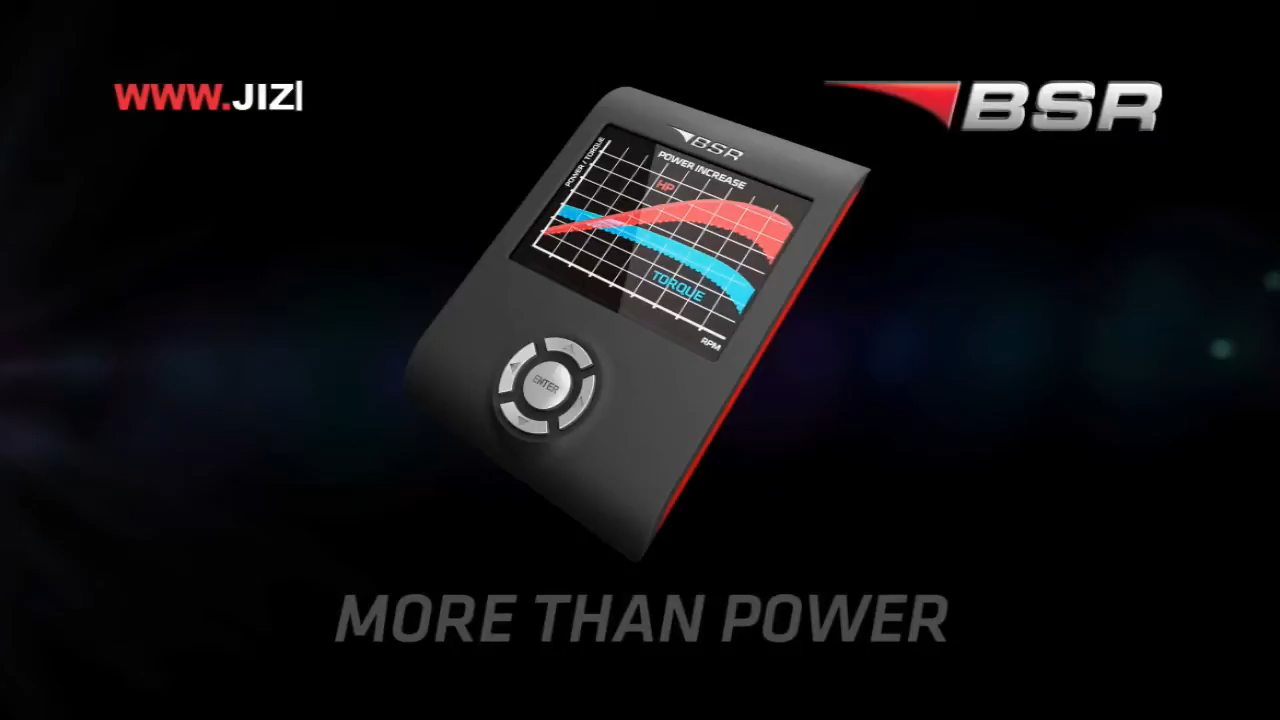 WWW.JIZ
BSR
BSR
POWER INCREASE
POWER / TORQUE
HP
TORQUE
RPM
ENTER
MORE THAN POWER